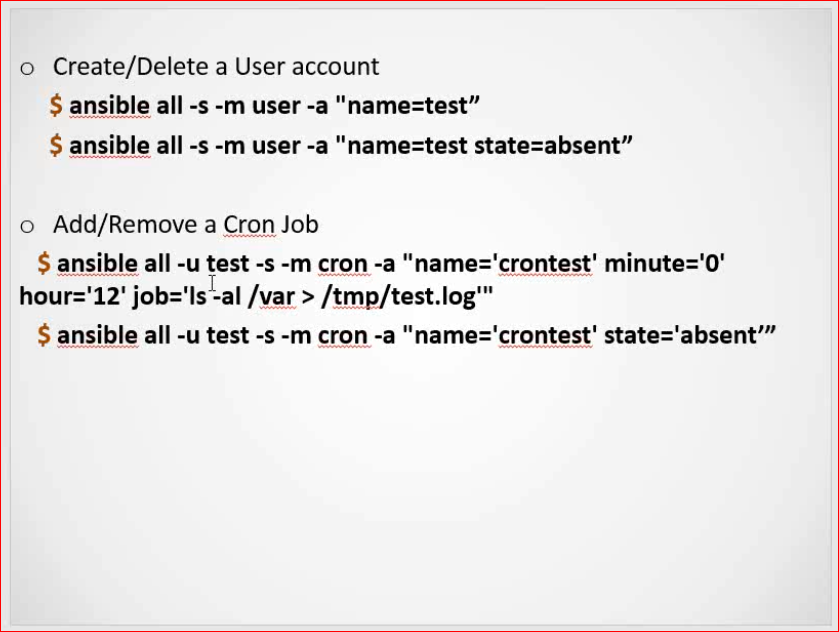 o Create/Delete a User account
$ ansible all -s -m user -a "name=test”
$ ansible all -s -m user -a "name=test state=absent”
o Add/Remove a Cron Job
$ ansible all -u test -s -m cron -a "name='crontest' minute='0'
hour='12' job='ls -al /var > /tmp/test.log'"
$ ansible all -u test -s -m cron -a "name='crontest' state='absent’”